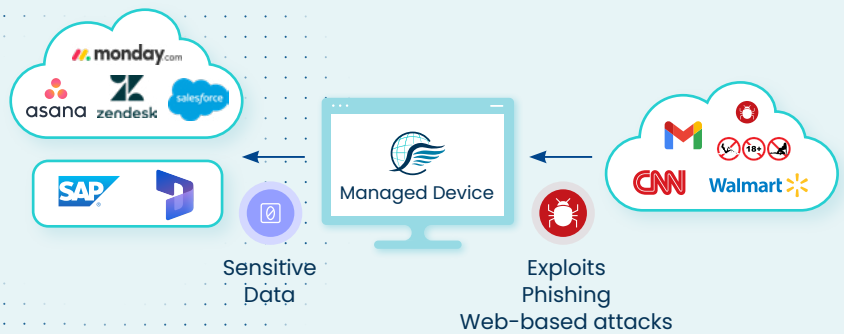 monday.com
asana
zendesk
salesforce
SAP
Managed Device
18+
CNN
Walmart
Sensitive
Data
Exploits
Phishing
Web-based attacks